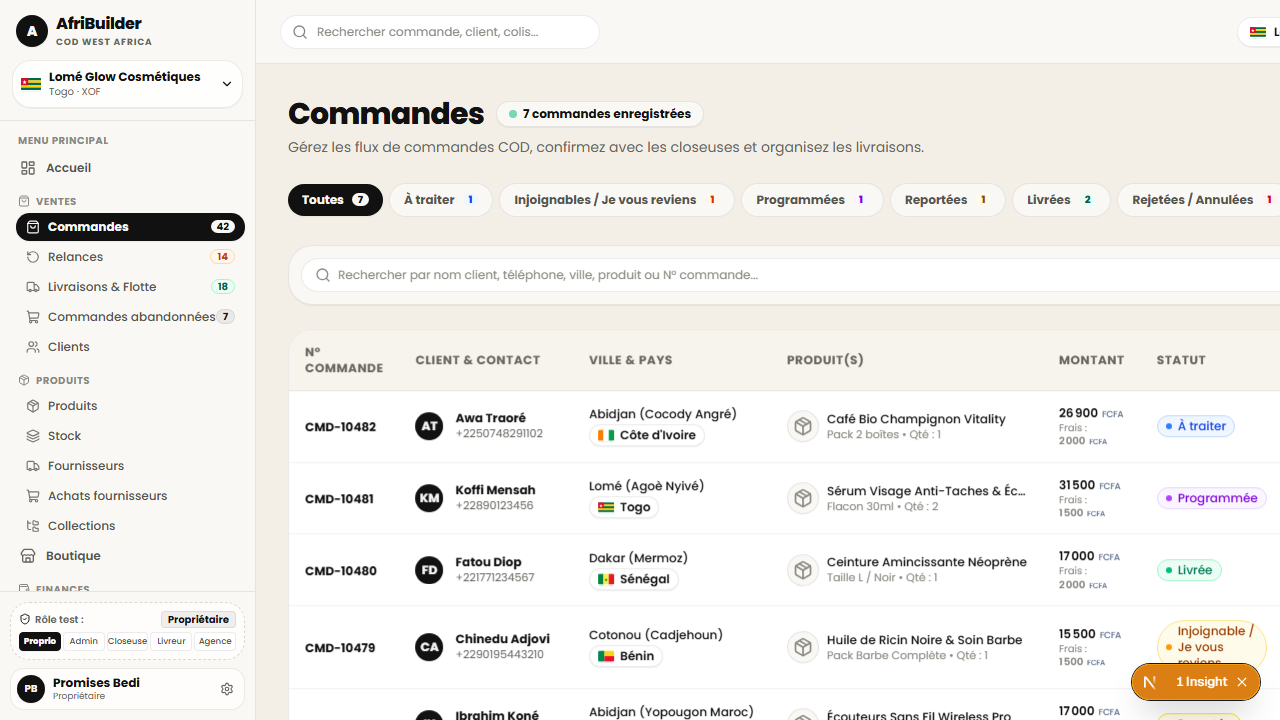 A
AfriBuilder
COD WEST AFRICA
Lomé Glow Cosmétiques
Togo · XOF
MENU PRINCIPAL
Accueil
VENTES
Commandes 42
Relances 14
Livraisons & Flotte 18
Commandes abandonnées 7
Clients
PRODUITS
Produits
Stock
Fournisseurs
Achats fournisseurs
Collections
Boutique
FINANCES
Rôle test : Propriétaire
Proprio Admin Closeuse Livreur Agence
PB
Promises Bedi
Propriétaire
Rechercher commande, client, colis...
Commandes
7 commandes enregistrées
Gérez les flux de commandes COD, confirmez avec les closeuses et organisez les livraisons.
Toutes 7 À traiter 1 Injoignables / Je vous reviens 1 Programmées 1 Reportées 1 Livrées 2 Rejetées / Annulées 1
Rechercher par nom client, téléphone, ville, produit ou N° commande...
N° COMMANDE CLIENT & CONTACT VILLE & PAYS PRODUIT(S) MONTANT STATUT
CMD-10482
AT
Awa Traoré
+2250748291102
Abidjan (Cocody Angré)
Côte d'Ivoire
Café Bio Champignon Vitality
Pack 2 boîtes • Qté : 1
26 900 FCFA
Frais :
2000 FCFA
À traiter
CMD-10481
KM
Koffi Mensah
+22890123456
Lomé (Agoè Nyivé)
Togo
Sérum Visage Anti-Taches & Éc...
Flacon 30ml • Qté : 2
31 500 FCFA
Frais :
1500 FCFA
Programmée
CMD-10480
FD
Fatou Diop
+221771234567
Dakar (Mermoz)
Sénégal
Ceinture Amincissante Néoprène
Taille L / Noir • Qté : 1
17 000 FCFA
Frais :
2000 FCFA
Livrée
CMD-10479
CA
Chinedu Adjovi
+2290195443210
Cotonou (Cadjehoun)
Bénin
Huile de Ricin Noire & Soin Barbe
Pack Barbe Complète • Qté : 1
15 500 FCFA
Frais :
1500 FCFA
Injoignable /
Je vous
reviens
Ibrahim Koné
Abidjan (Yopougon Maroc)
Écouteurs Sans Fil Wireless Pro
17 000 FCFA
1 Insight